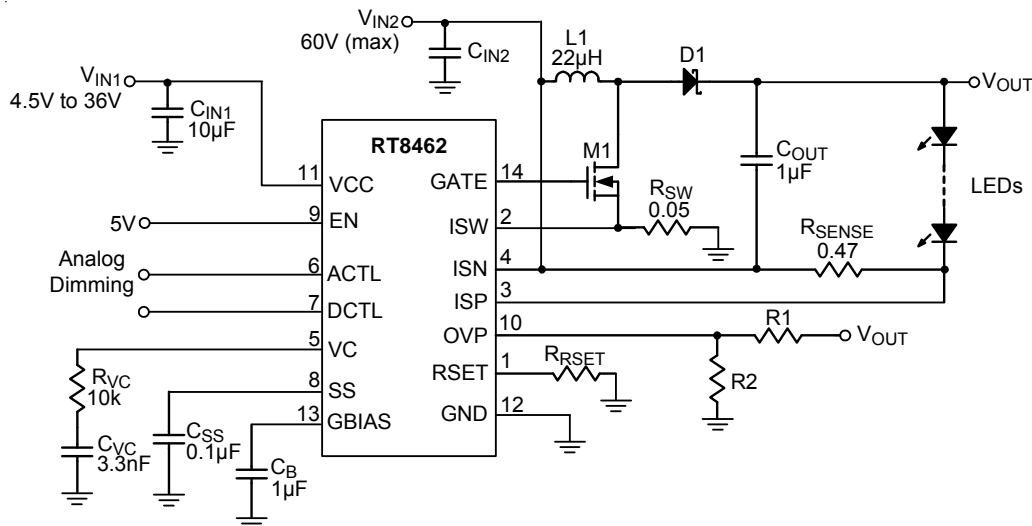 VIN2
60V (max)
CIN2
L1
22µH
D1
VOUT
VIN1
4.5V to 36V
CIN1
10µF
RT8462
M1
COUT
1µF
LEDs
11
VCC
GATE
14
RSW
0.05
5V
9
EN
ISW
2
RSENSE
0.47
Analog
Dimming
6
ACTL
ISN
4
7
DCTL
ISP
3
5
VC
OVP
10
R1
VOUT
RVC
10k
8
SS
RSET
1
RRSET
R2
13
GBIAS
GND
12
CVC
3.3nF
CSS
0.1µF
CB
1µF